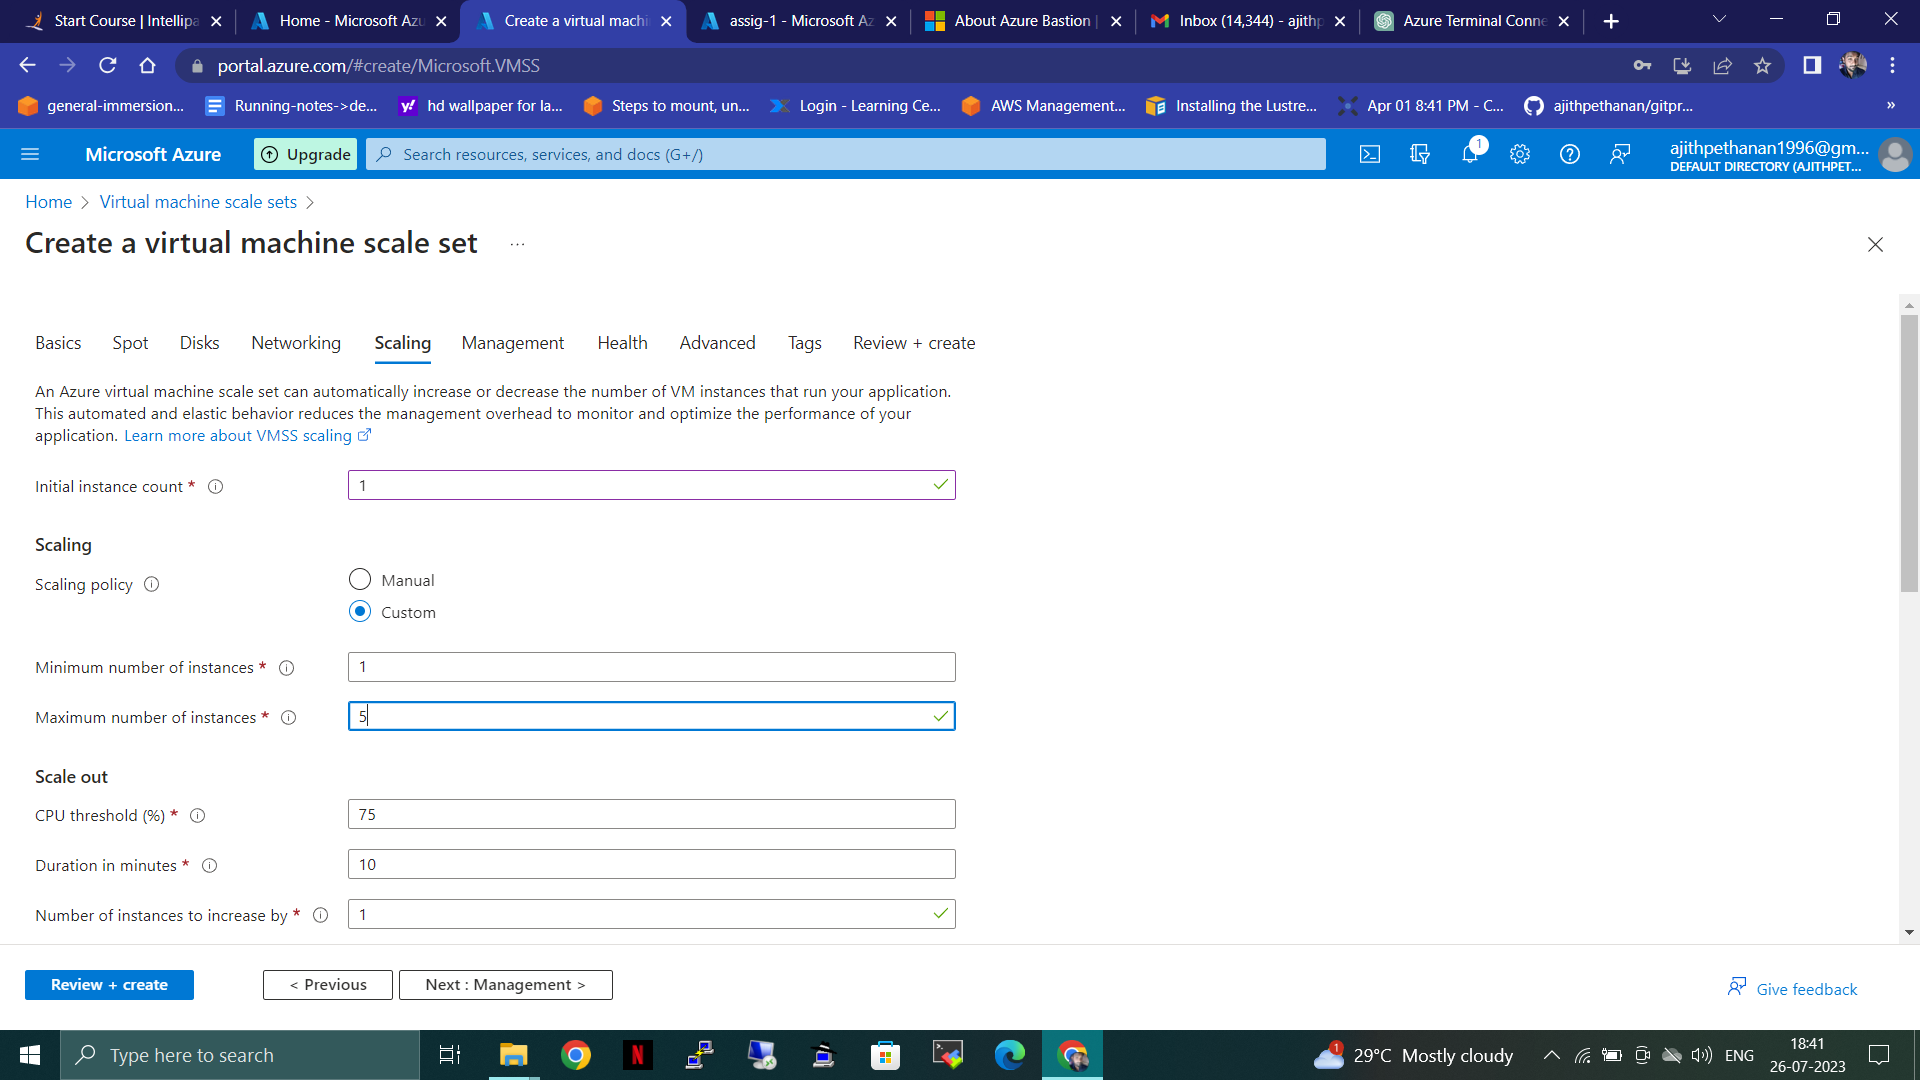 Start Course | Intellipa
Home - Microsoft Azu
Create a virtual machi
assig-1 - Microsoft Az
About Azure Bastion |
Inbox (14,344) - ajithp
Azure Terminal Conne
portal.azure.com/#create/Microsoft.VMSS
general-immersion...
Running-notes->de...
hd wallpaper for la...
Steps to mount, un...
Login - Learning Ce...
AWS Management...
Installing the Lustre...
Apr 01 8:41 PM - C...
ajithpethanan/gitpr...
»
Microsoft Azure
Upgrade
Search resources, services, and docs (G+/)
1
ajithpethanan1996@gm...
DEFAULT DIRECTORY (AJITHPET...
Home > Virtual machine scale sets >
Create a virtual machine scale set ...
Basics Spot Disks Networking Scaling Management Health Advanced Tags Review + create
An Azure virtual machine scale set can automatically increase or decrease the number of VM instances that run your application.
This automated and elastic behavior reduces the management overhead to monitor and optimize the performance of your
application. Learn more about VMSS scaling
Initial instance count * 1
Scaling
Scaling policy
Manual
Custom
Minimum number of instances * 1
Maximum number of instances * 5
Scale out
CPU threshold (%) * 75
Duration in minutes * 10
Number of instances to increase by * 1
Review + create
< Previous
Next : Management >
Give feedback
Type here to search
1
29°C Mostly cloudy
ENG
18:41
26-07-2023